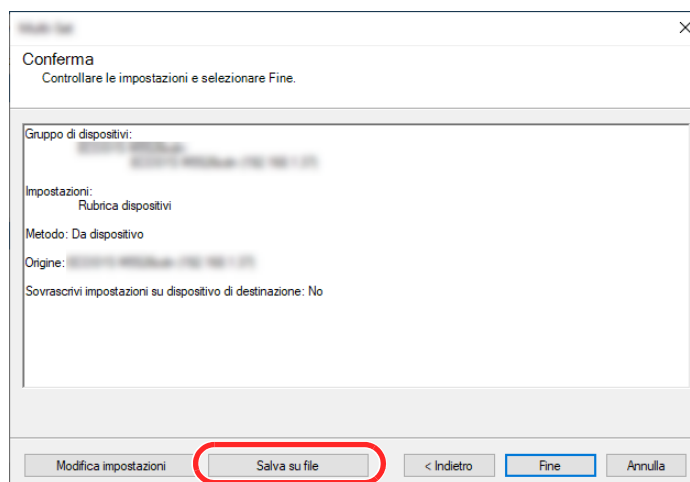 Conferma
Controllare le impostazioni e selezionare Fine.
Gruppo di dispositivi:
Impostazioni:
Rubrica dispositivi
Metodo: Da dispositivo
Origine:
Sovrascrivi impostazioni su dispositivo di destinazione: No
Modifica impostazioni
Salva su file
< Indietro
Fine
Annulla